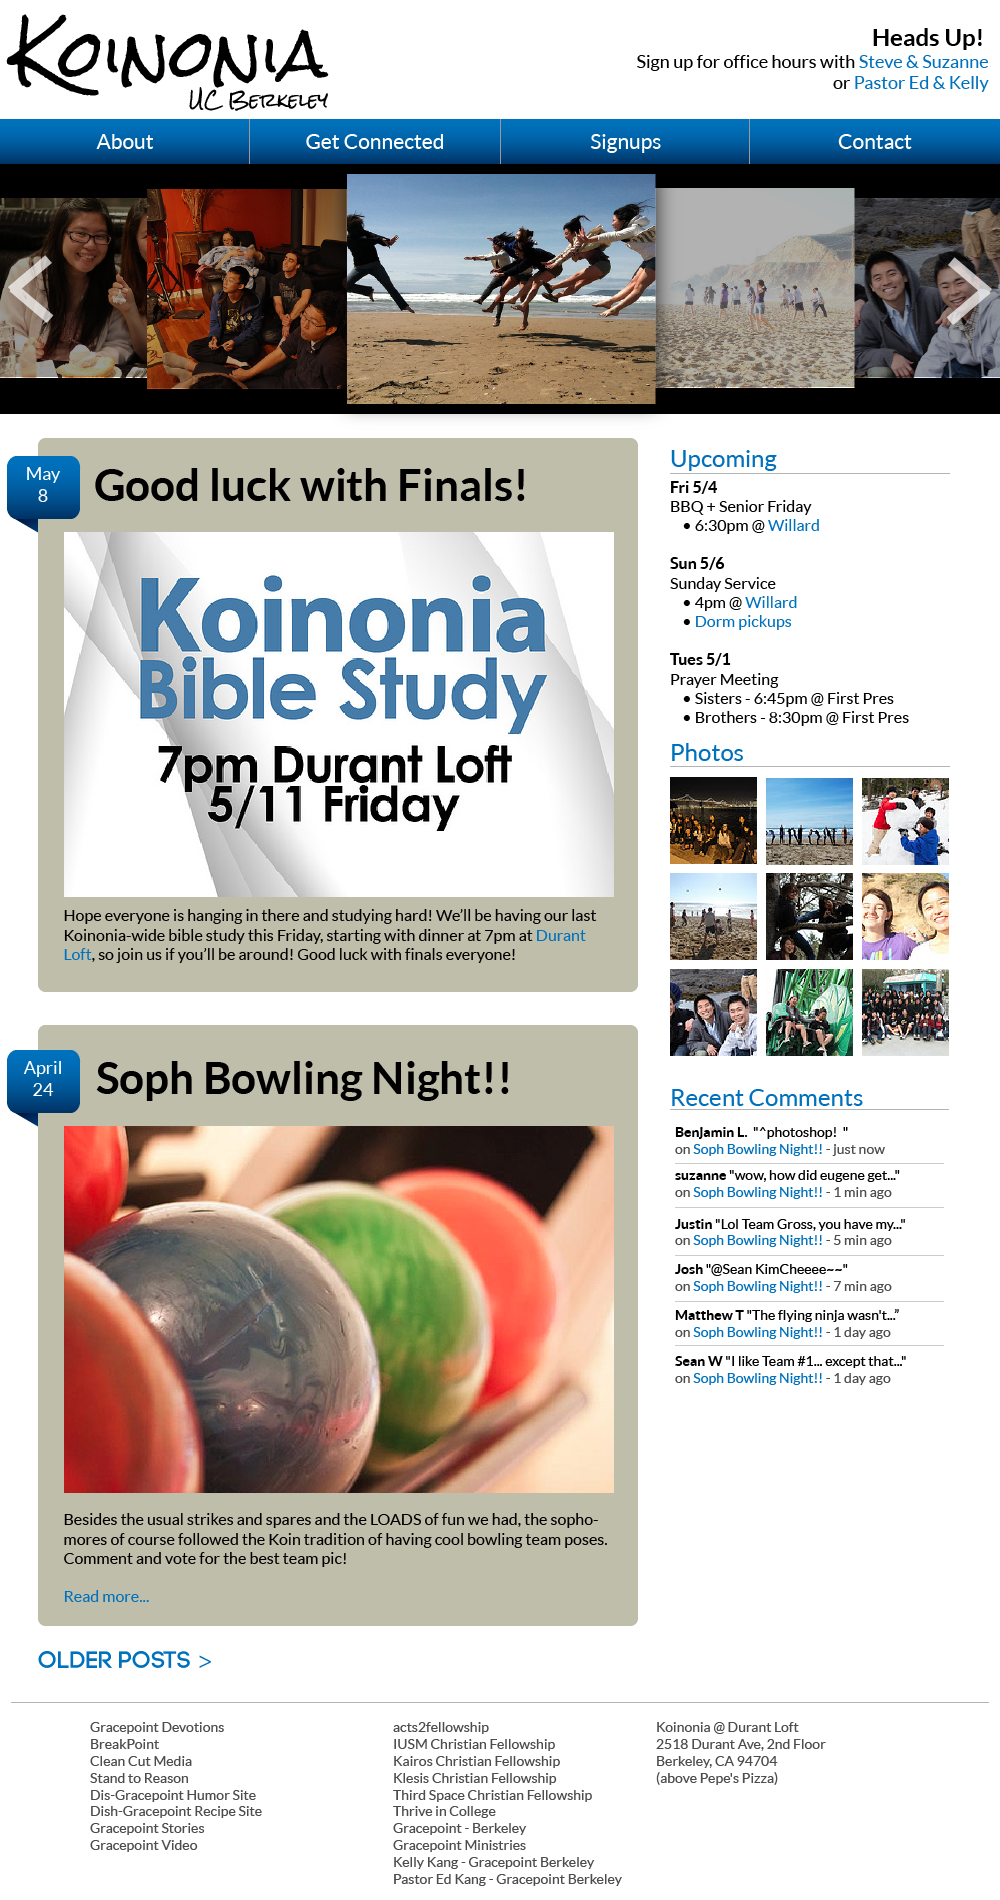 Koinonia
UC Berkeley
Heads Up!
Sign up for office hours with Steve & Suzanne
or Pastor Ed & Kelly
About
Get Connected
Signups
Contact
May
8
Good luck with Finals!
Koinonia
Bible Study
7pm Durant Loft
5/11 Friday
Hope everyone is hanging in there and studying hard! We'll be having our last
Koinonia-wide bible study this Friday, starting with dinner at 7pm at Durant
Loft, so join us if you'll be around! Good luck with finals everyone!
April
24
Soph Bowling Night!!
Besides the usual strikes and spares and the LOADS of fun we had, the sopho-
mores of course followed the Koin tradition of having cool bowling team poses.
Comment and vote for the best team pic!
Read more...
OLDER POSTS >
Upcoming
Fri 5/4
BBQ + Senior Friday
• 6:30pm @ Willard
Sun 5/6
Sunday Service
• 4pm @ Willard
• Dorm pickups
Tues 5/1
Prayer Meeting
• Sisters - 6:45pm @ First Pres
• Brothers - 8:30pm @ First Pres
Photos
Recent Comments
Benjamin L. "^photoshop! "
on Soph Bowling Night!! - just now
suzanne "wow, how did eugene get..."
on Soph Bowling Night!! - 1 min ago
Justin "Lol Team Gross, you have my..."
on Soph Bowling Night!! - 5 min ago
Josh "@Sean KimCheeee~~"
on Soph Bowling Night!! - 7 min ago
Matthew T "The flying ninja wasn't..."
on Soph Bowling Night!! - 1 day ago
Sean W "I like Team #1... except that..."
on Soph Bowling Night!! - 1 day ago
Gracepoint Devotions
BreakPoint
Clean Cut Media
Stand to Reason
Dis-Gracepoint Humor Site
Dish-Gracepoint Recipe Site
Gracepoint Stories
Gracepoint Video
acts2fellowship
IUSM Christian Fellowship
Kairos Christian Fellowship
Klesis Christian Fellowship
Third Space Christian Fellowship
Thrive in College
Gracepoint - Berkeley
Gracepoint Ministries
Kelly Kang - Gracepoint Berkeley
Pastor Ed Kang - Gracepoint Berkeley
Koinonia @ Durant Loft
2518 Durant Ave, 2nd Floor
Berkeley, CA 94704
(above Pepe's Pizza)